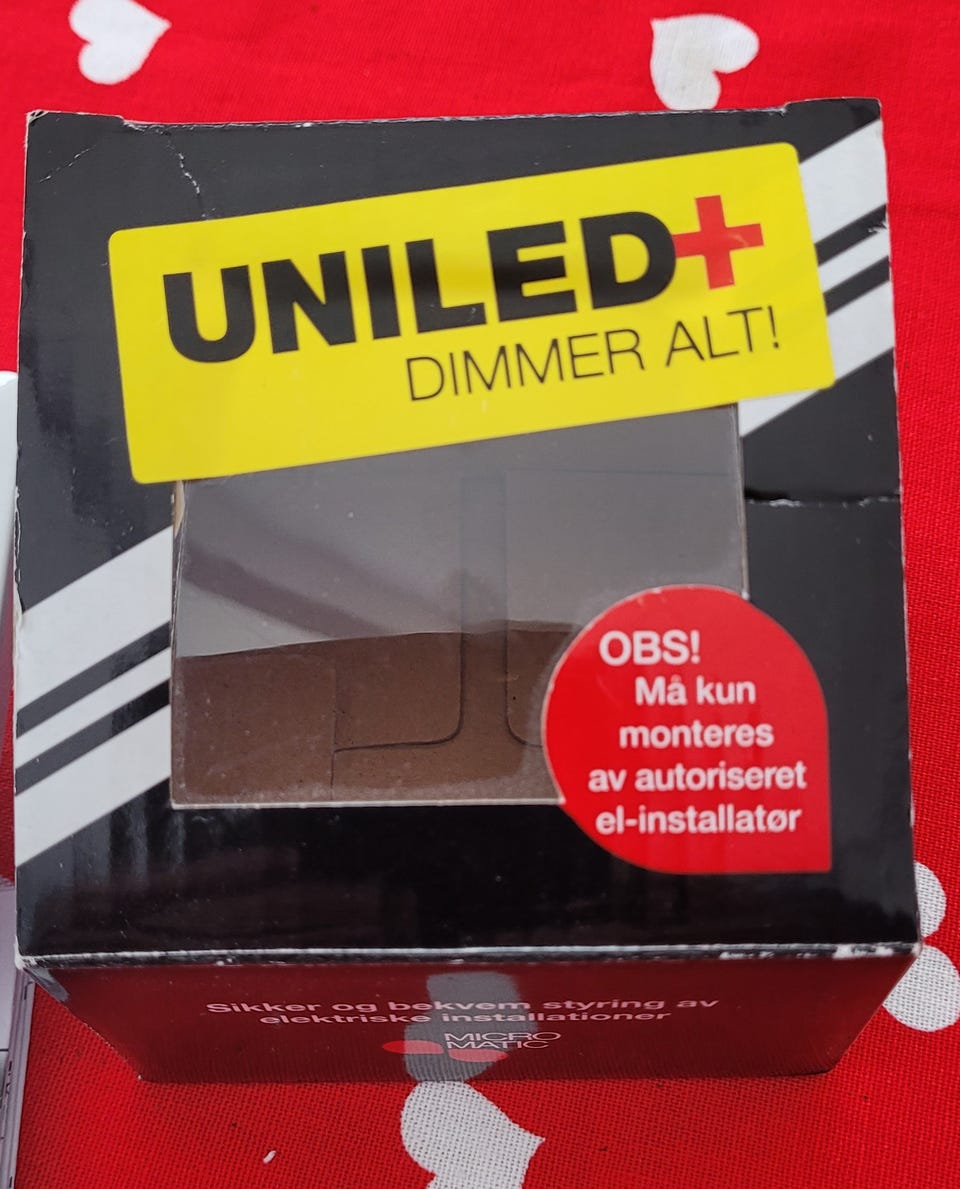 UNILED+
DIMMER ALT!
OBS!
Må kun
monteres
av autoriseret
el-installatør
Sikker og bekvem styring av
elektriske installationer
MICRO
MATIC